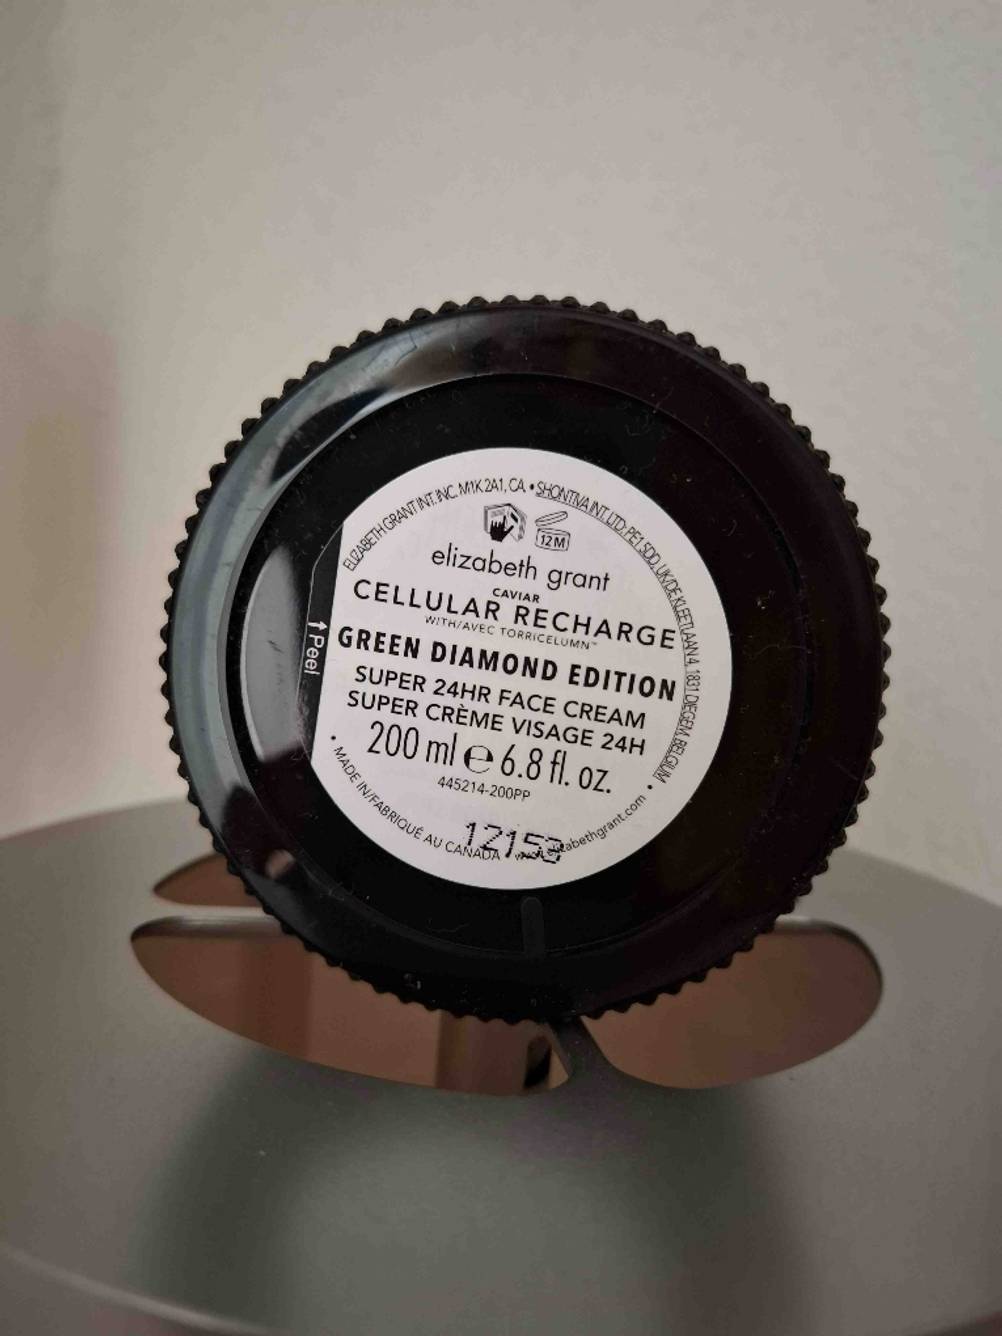 ELIZABETH GRANT INT. INC. M1K 2A1, CA. • SHONTIVA INT. LTD. PE1 5DD, UK/DE KLEETLAAN 4, 1831 DIEGEM, BELGIUM
12M
elizabeth grant
CAVIAR
CELLULAR RECHARGE
WITH/AVEC TORRICELUMN™
GREEN DIAMOND EDITION
SUPER 24HR FACE CREAM
SUPER CRÈME VISAGE 24H
200 ml ℮ 6.8 fl. oz.
445214-200PP
12153
• MADE IN/FABRIQUÉ AU CANADA www.elizabethgrant.com •
↑ Peel